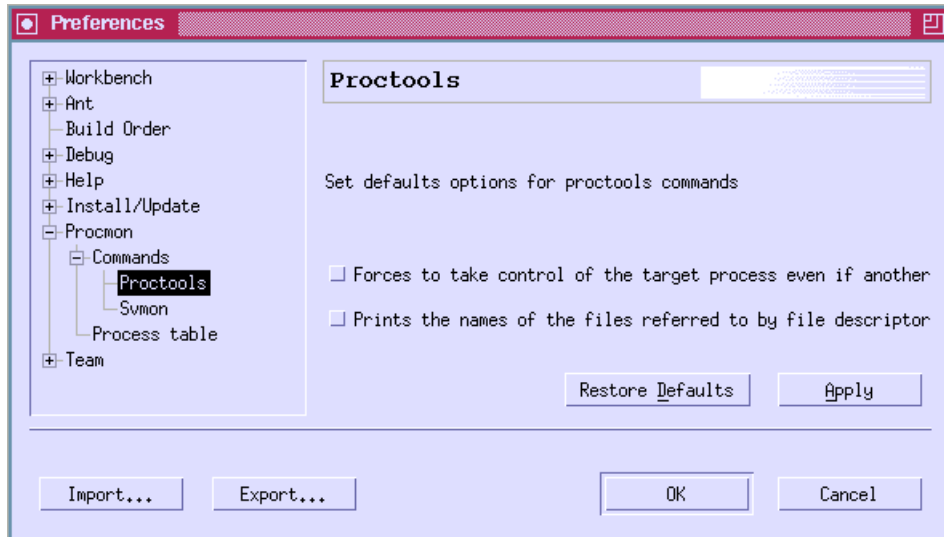 Preferences
Workbench
Ant
Build Order
Debug
Help
Install/Update
Procmon
Commands
Proctools
Svmon
Process table
Team
Proctools
Set defaults options for proctools commands
Forces to take control of the target process even if another
Prints the names of the files referred to by file descriptor
Restore Defaults
Apply
Import...
Export...
OK
Cancel